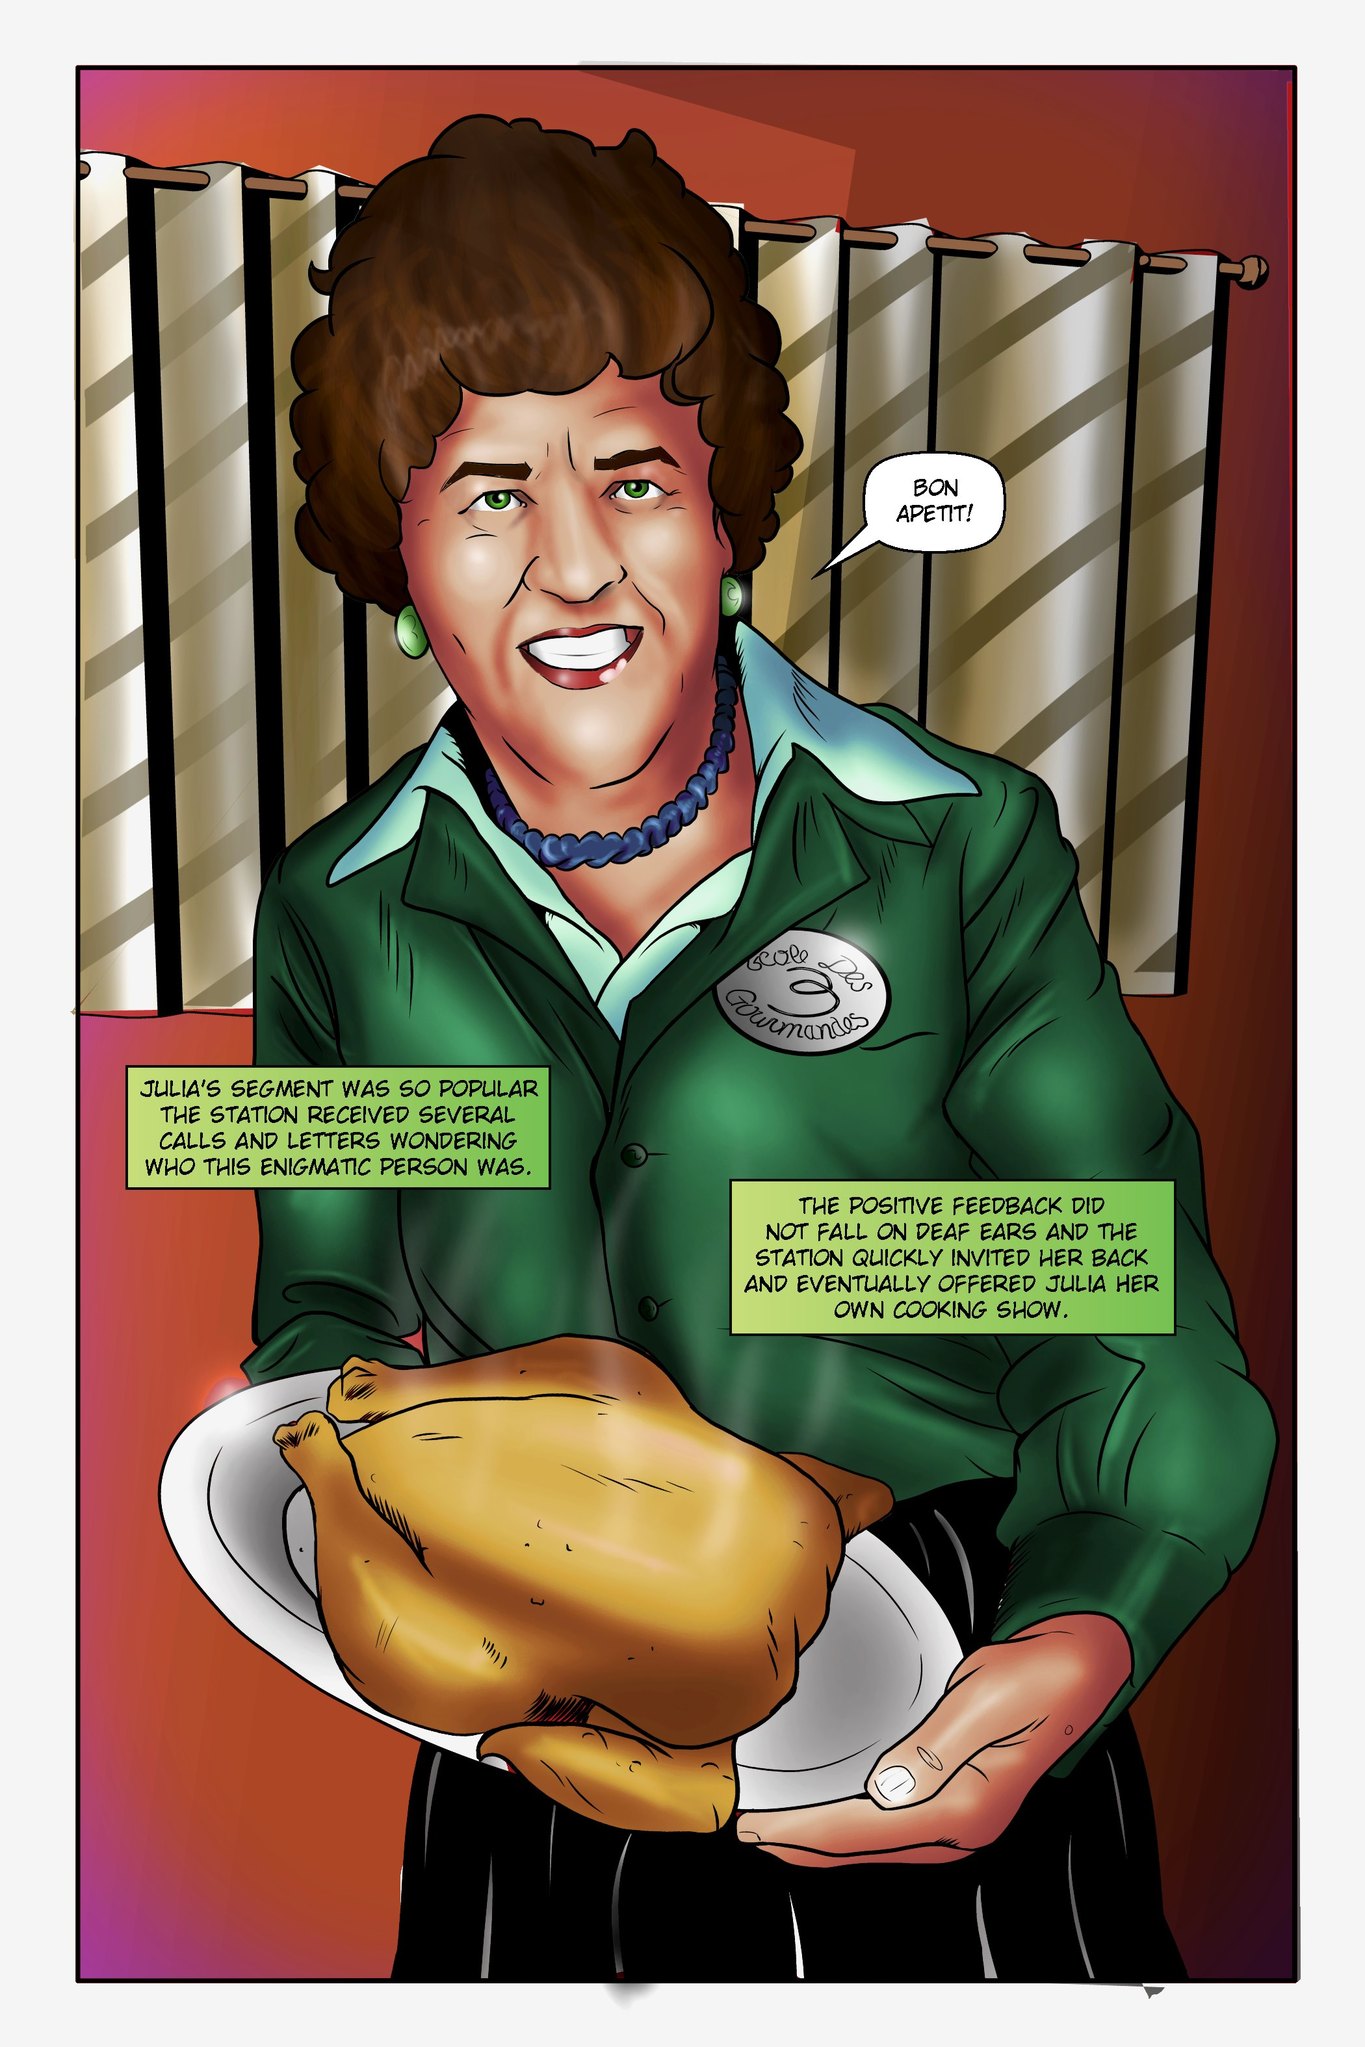 BON
APETIT!
Ecole Des
3
Gourmandes
JULIA'S SEGMENT WAS SO POPULAR
THE STATION RECEIVED SEVERAL
CALLS AND LETTERS WONDERING
WHO THIS ENIGMATIC PERSON WAS.
THE POSITIVE FEEDBACK DID
NOT FALL ON DEAF EARS AND THE
STATION QUICKLY INVITED HER BACK
AND EVENTUALLY OFFERED JULIA HER
OWN COOKING SHOW.